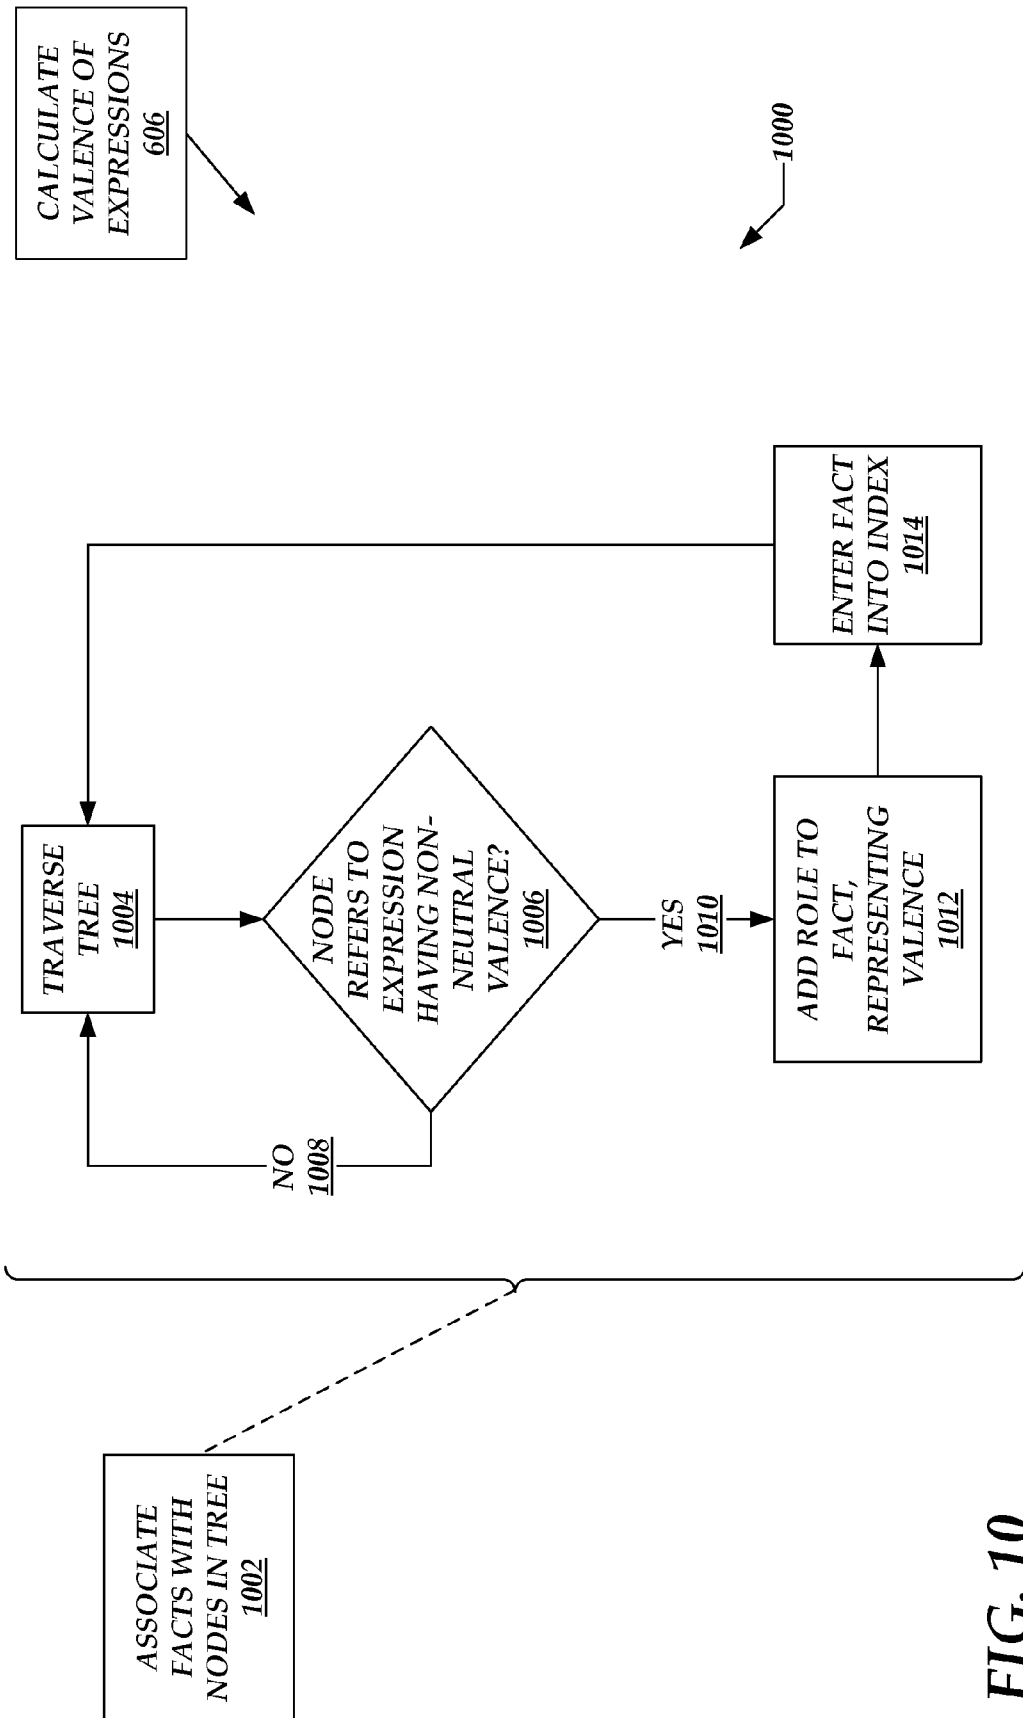 CALCULATE
VALENCE OF
EXPRESSIONS
606
1000
TRAVERSE
TREE
1004
NODE
REFERS TO
EXPRESSION
HAVING NON-
NEUTRAL
VALENCE?
1006
NO
1008
YES
1010
ADD ROLE TO
FACT,
REPRESENTING
VALENCE
1012
ENTER FACT
INTO INDEX
1014
ASSOCIATE
FACTS WITH
NODES IN TREE
1002
FIG. 10